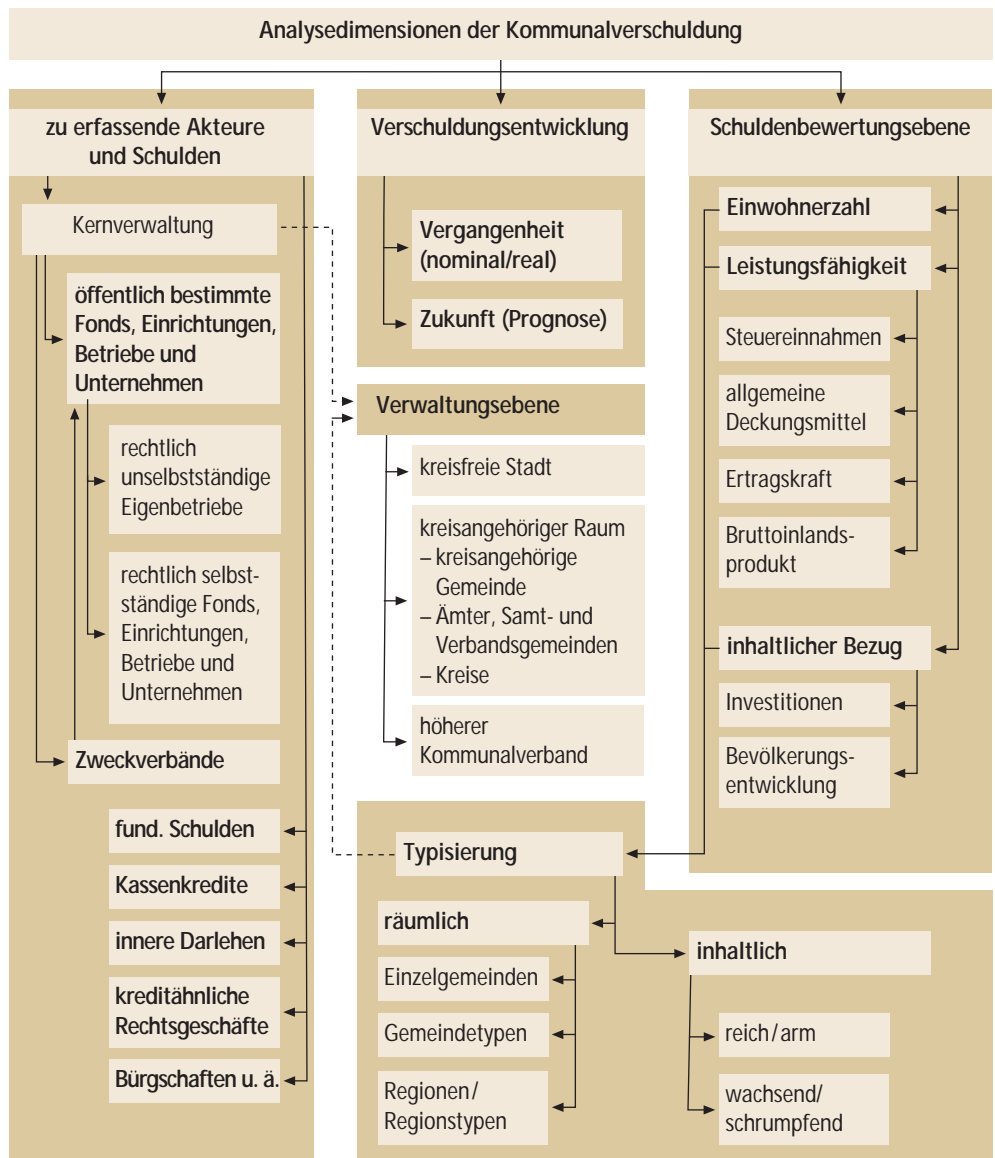 Analysedimensionen der Kommunalverschuldung
zu erfassende Akteure
und Schulden
Kernverwaltung
öffentlich bestimmte
Fonds, Einrichtungen,
Betriebe und
Unternehmen
rechtlich
unselbstständige
Eigenbetriebe
rechtlich selbst-
ständige Fonds,
Einrichtungen,
Betriebe und
Unternehmen
Zweckverbände
fund. Schulden
Kassenkredite
innere Darlehen
kreditähnliche
Rechtsgeschäfte
Bürgschaften u. ä.
Verschuldungsentwicklung
Vergangenheit
(nominal/real)
Zukunft (Prognose)
Verwaltungsebene
kreisfreie Stadt
kreisangehöriger Raum
– kreisangehörige
Gemeinde
– Ämter, Samt- und
Verbandsgemeinden
– Kreise
höherer
Kommunalverband
Schuldenbewertungsebene
Einwohnerzahl
Leistungsfähigkeit
Steuereinnahmen
allgemeine
Deckungsmittel
Ertragskraft
Bruttoinlands-
produkt
inhaltlicher Bezug
Investitionen
Bevölkerungs-
entwicklung
Typisierung
räumlich
Einzelgemeinden
Gemeindetypen
Regionen/
Regionstypen
inhaltlich
reich/arm
wachsend/
schrumpfend